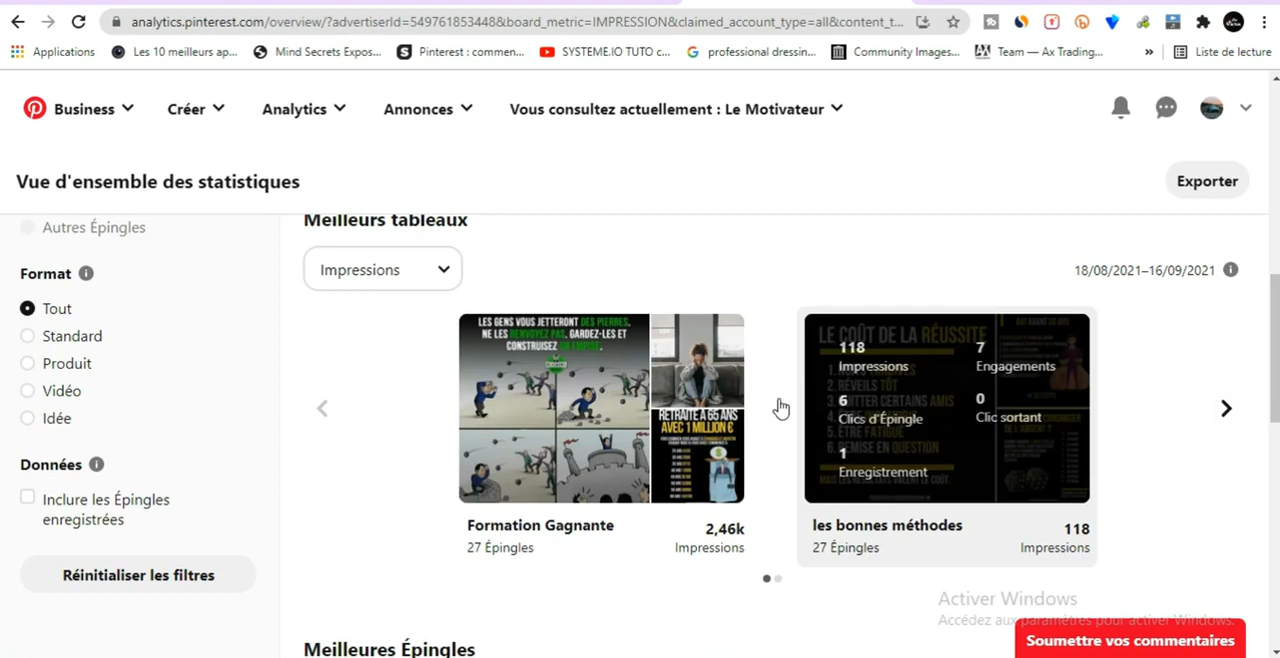 analytics.pinterest.com/overview/?advertiserId=549761853448&board_metric=IMPRESSION&claimed_account_type=all&content_t...
Applications
Les 10 meilleurs ap...
Mind Secrets Expos...
Pinterest : commen...
SYSTEME.IO TUTO c...
professional dressin...
Community Images...
Team — Ax Trading...
»
Liste de lecture
Business
Créer
Analytics
Annonces
Vous consultez actuellement : Le Motivateur
Vue d'ensemble des statistiques
Exporter
Autres Épingles
Format
Tout
Standard
Produit
Vidéo
Idée
Données
Inclure les Épingles
enregistrées
Réinitialiser les filtres
Meilleurs tableaux
Impressions
18/08/2021–16/09/2021
LES GENS VOUS JETTERONT DES PIERRES.
NE LES RENVOYEZ PAS, GARDEZ-LES ET
CONSTRUISEZ UN EMPIRE.
RETRAITE A 65 ANS
AVEC 1 MILLION €
Formation Gagnante
2,46k
27 Épingles
Impressions
LE COÛT DE LA RÉUSSITE
118
Impressions
7
Engagements
6
Clics d'Épingle
0
Clic sortant
1
Enregistrement
les bonnes méthodes
118
27 Épingles
Impressions
Activer Windows
Accédez aux paramètres pour activer Windows.
Soumettre vos commentaires
Meilleures Épingles